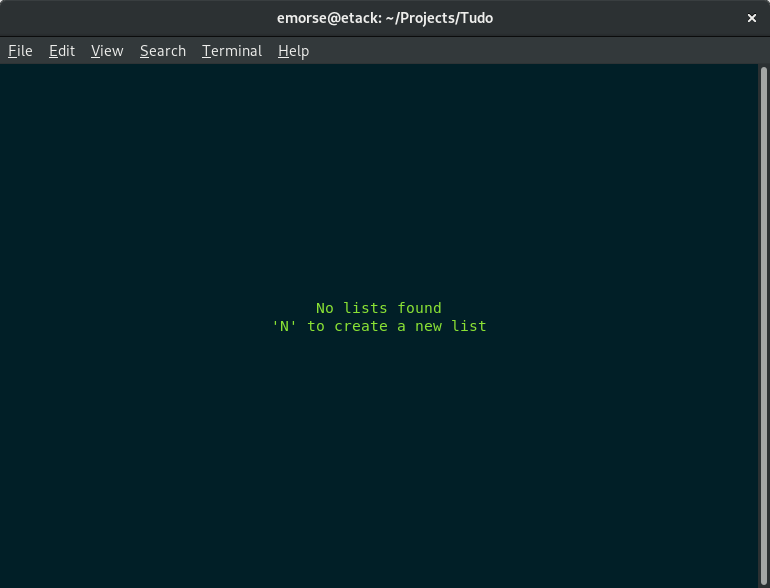 emorse@etack: ~/Projects/Tudo
File Edit View Search Terminal Help
No lists found
'N' to create a new list